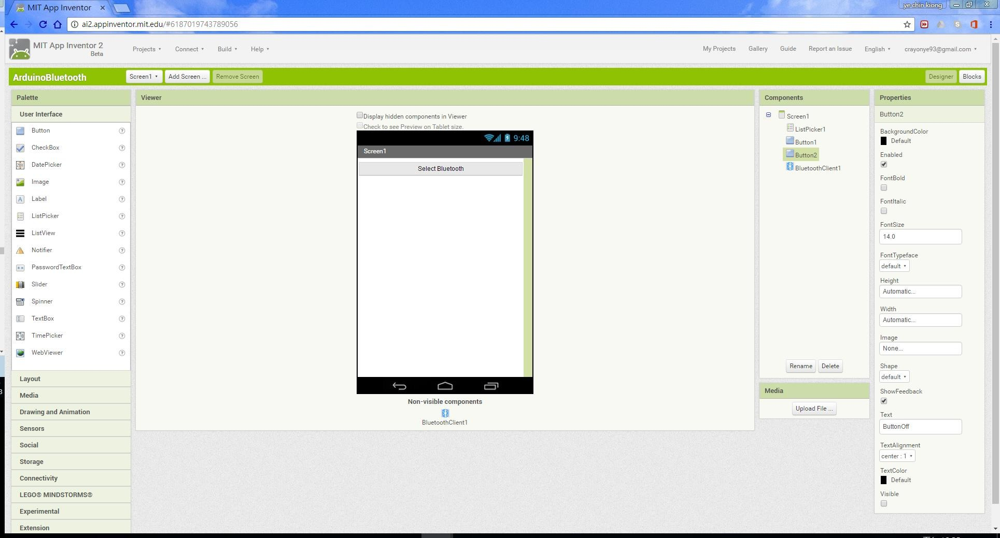 MIT App Inventor
ye chin kiong
ai2.appinventor.mit.edu/#6187019743789056
MIT App Inventor 2
Beta
Projects
Connect
Build
Help
My Projects
Gallery
Guide
Report an Issue
English
crayonye93@gmail.com
ArduinoBluetooth
Screen1
Add Screen ...
Remove Screen
Designer
Blocks
Palette
User Interface
Button
CheckBox
DatePicker
Image
Label
ListPicker
ListView
Notifier
PasswordTextBox
Slider
Spinner
TextBox
TimePicker
WebViewer
Layout
Media
Drawing and Animation
Sensors
Social
Storage
Connectivity
LEGO® MINDSTORMS®
Experimental
Extension
Viewer
Display hidden components in Viewer
Check to see Preview on Tablet size.
9:48
Screen1
Select Bluetooth
Non-visible components
BluetoothClient1
Components
Screen1
ListPicker1
Button1
Button2
BluetoothClient1
Rename
Delete
Media
Upload File ...
Properties
Button2
BackgroundColor
Default
Enabled
FontBold
FontItalic
FontSize
14.0
FontTypeface
default
Height
Automatic...
Width
Automatic...
Image
None...
Shape
default
ShowFeedback
Text
ButtonOff
TextAlignment
center : 1
TextColor
Default
Visible